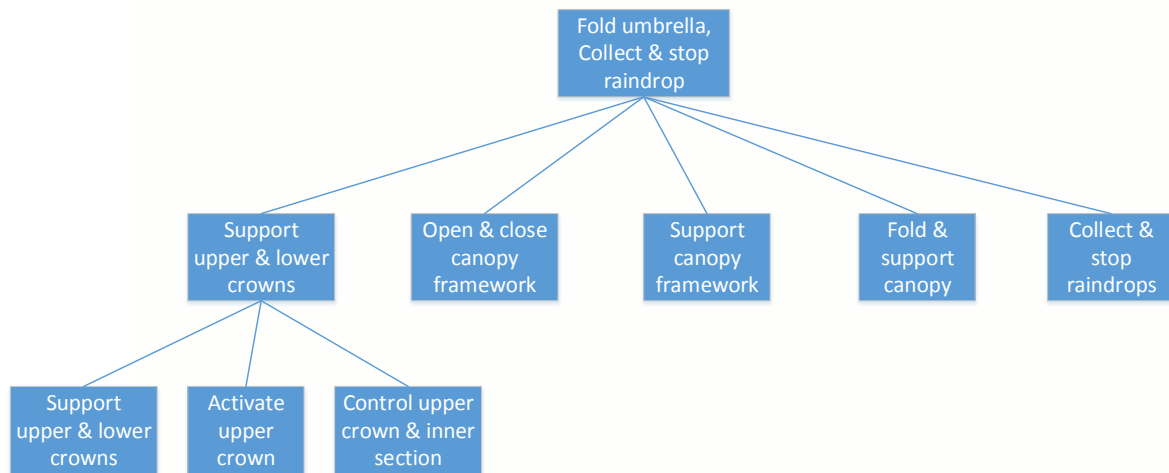 Fold umbrella,
Collect & stop
raindrop
Support
upper & lower
crowns
Open & close
canopy
framework
Support
canopy
framework
Fold &
support
canopy
Collect &
stop
raindrops
Support
upper & lower
crowns
Activate
upper
crown
Control upper
crown & inner
section